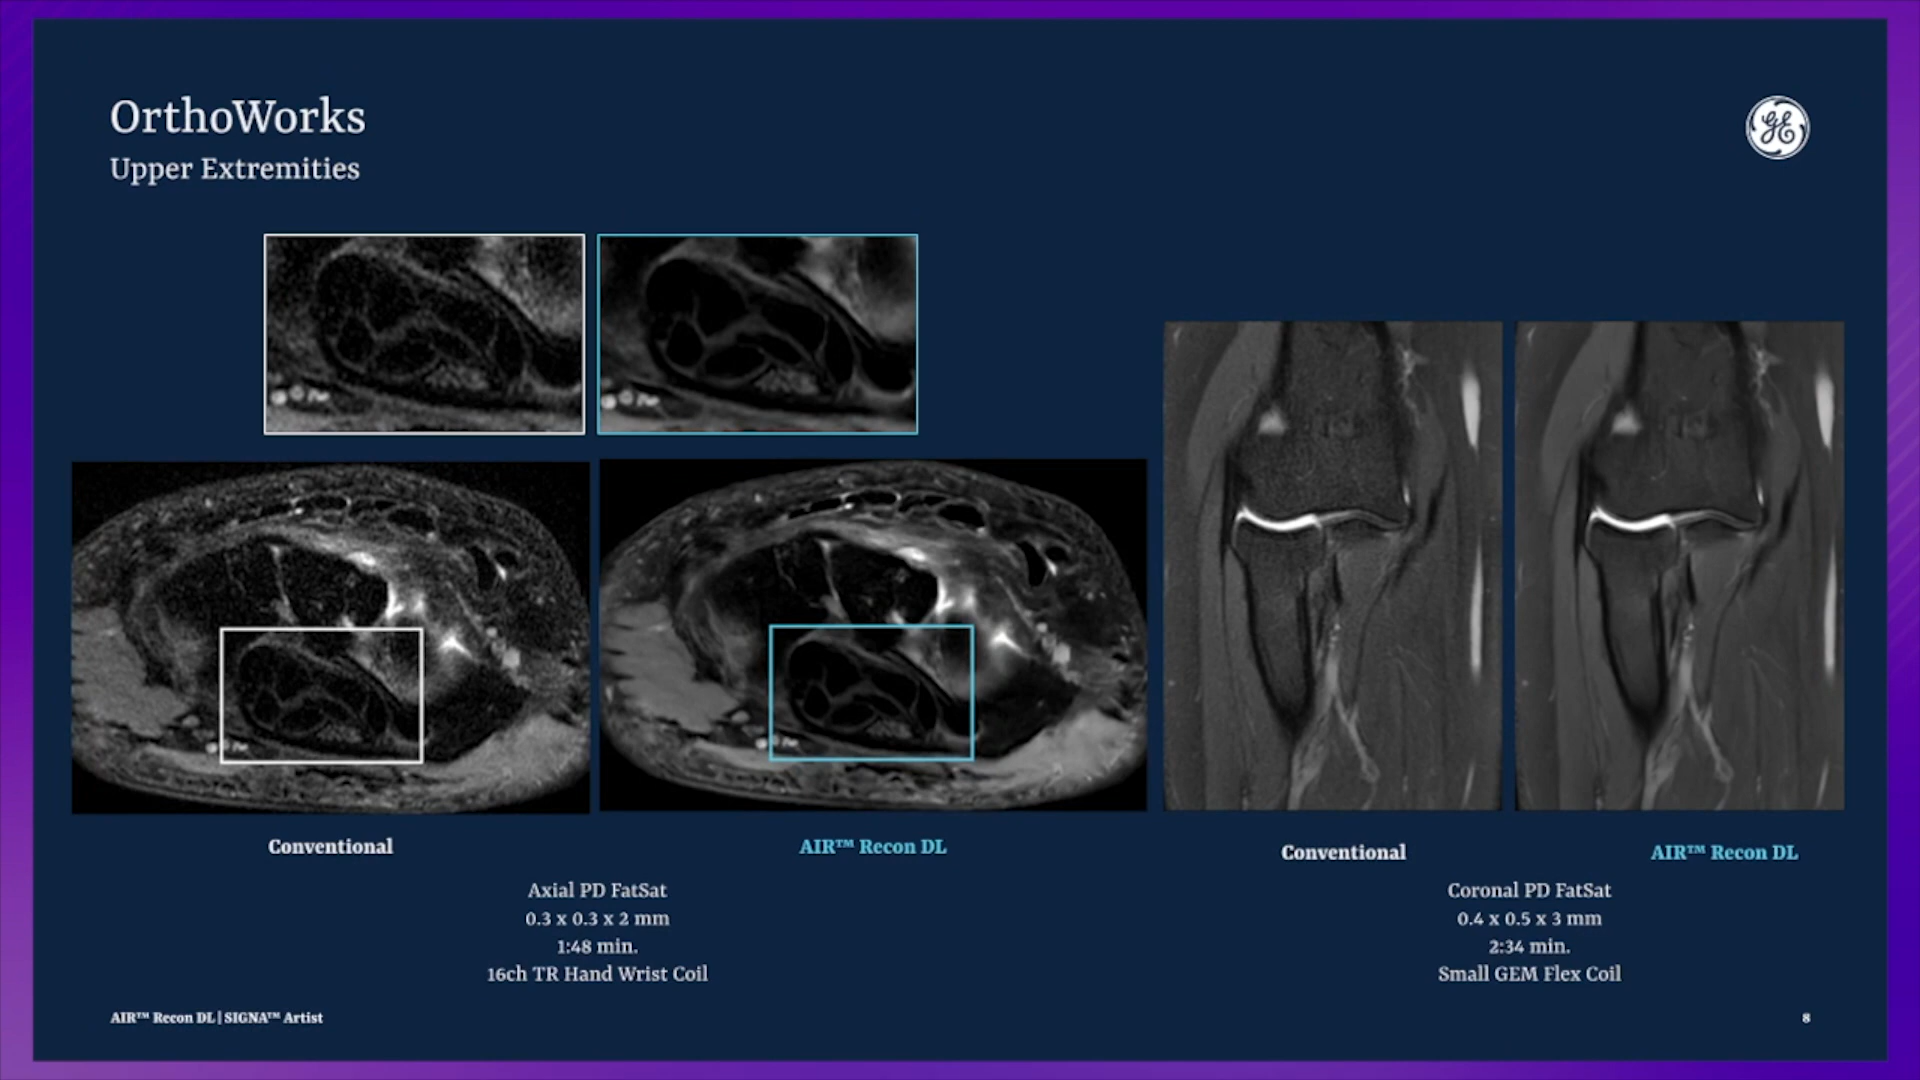 OrthoWorks
Upper Extremities
GE
Conventional
AIR™ Recon DL
Axial PD FatSat
0.3 x 0.3 x 2 mm
1:48 min.
16ch TR Hand Wrist Coil
Conventional
AIR™ Recon DL
Coronal PD FatSat
0.4 x 0.5 x 3 mm
2:34 min.
Small GEM Flex Coil
AIR™ Recon DL | SIGNA™ Artist
8